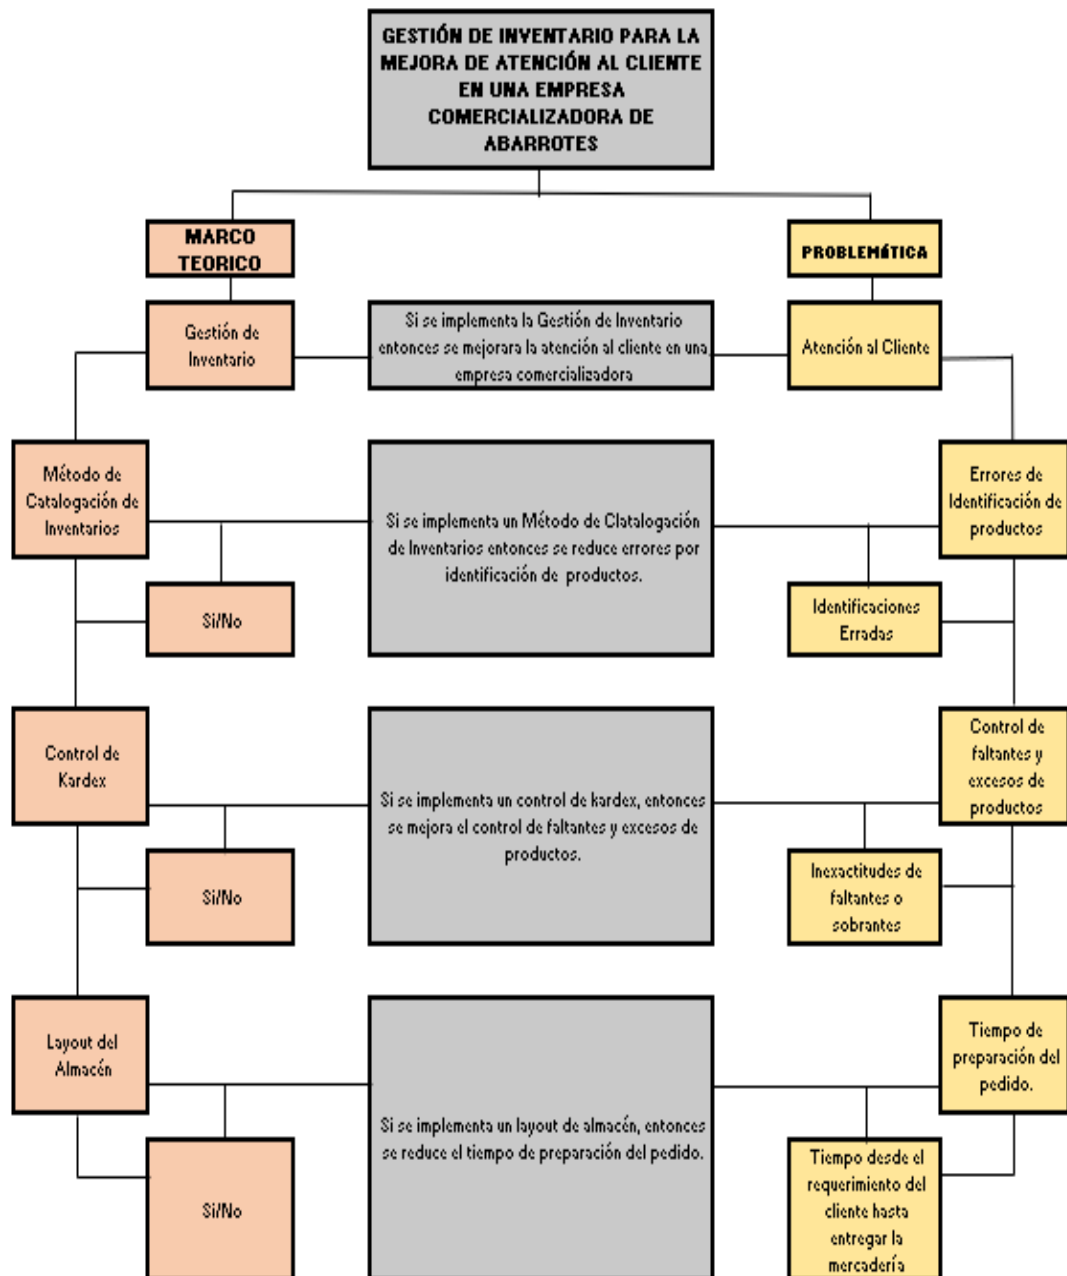 GESTIÓN DE INVENTARIO PARA LA
MEJORA DE ATENCIÓN AL CLIENTE
EN UNA EMPRESA
COMERCIALIZADORA DE
ABARROTES
MARCO
TEORICO
PROBLEMáTICA
Gestión de
Inventario
Si se implementa la Gestión de Inventario
entonces se mejorara la atención al cliente en una
empresa comercializadora
Atención al Cliente
Método de
Catalogación de
Inventarios
Si se implementa un Método de Clatalogación
de Inventarios entonces se reduce errores por
identificación de productos.
Errores de
Identificación de
productos
Si/No
Identificaciones
Erradas
Control de
Kardex
Si se implementa un control de kardex, entonces
se mejora el control de faltantes y excesos de
productos.
Control de
faltantes y
excesos de
productos
Si/No
Inexactitudes de
faltantes o
sobrantes
Layout del
Almacén
Si se implementa un layout de almacén, entonces
se reduce el tiempo de preparación del pedido.
Tiempo de
preparación del
pedido.
Si/No
Tiempo desde el
requerimiento del
cliente hasta
entregar la
mercadería